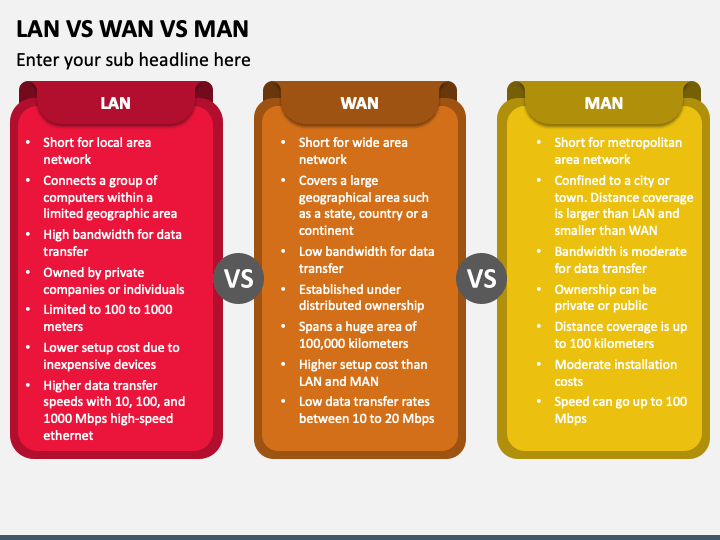 LAN VS WAN VS MAN
Enter your sub headline here
LAN
• Short for local area
network
• Connects a group of
computers within a
limited geographic area
• High bandwidth for data
transfer
• Owned by private
companies or individuals
• Limited to 100 to 1000
meters
• Lower setup cost due to
inexpensive devices
• Higher data transfer
speeds with 10, 100, and
1000 Mbps high-speed
ethernet
VS
WAN
• Short for wide area
network
• Covers a large
geographical area such
as a state, country or a
continent
• Low bandwidth for data
transfer
• Established under
distributed ownership
• Spans a huge area of
100,000 kilometers
• Higher setup cost than
LAN and MAN
• Low data transfer rates
between 10 to 20 Mbps
VS
MAN
• Short for metropolitan
area network
• Confined to a city or
town. Distance coverage
is larger than LAN and
smaller than WAN
• Bandwidth is moderate
for data transfer
• Ownership can be
private or public
• Distance coverage is up
to 100 kilometers
• Moderate installation
costs
• Speed can go up to 100
Mbps